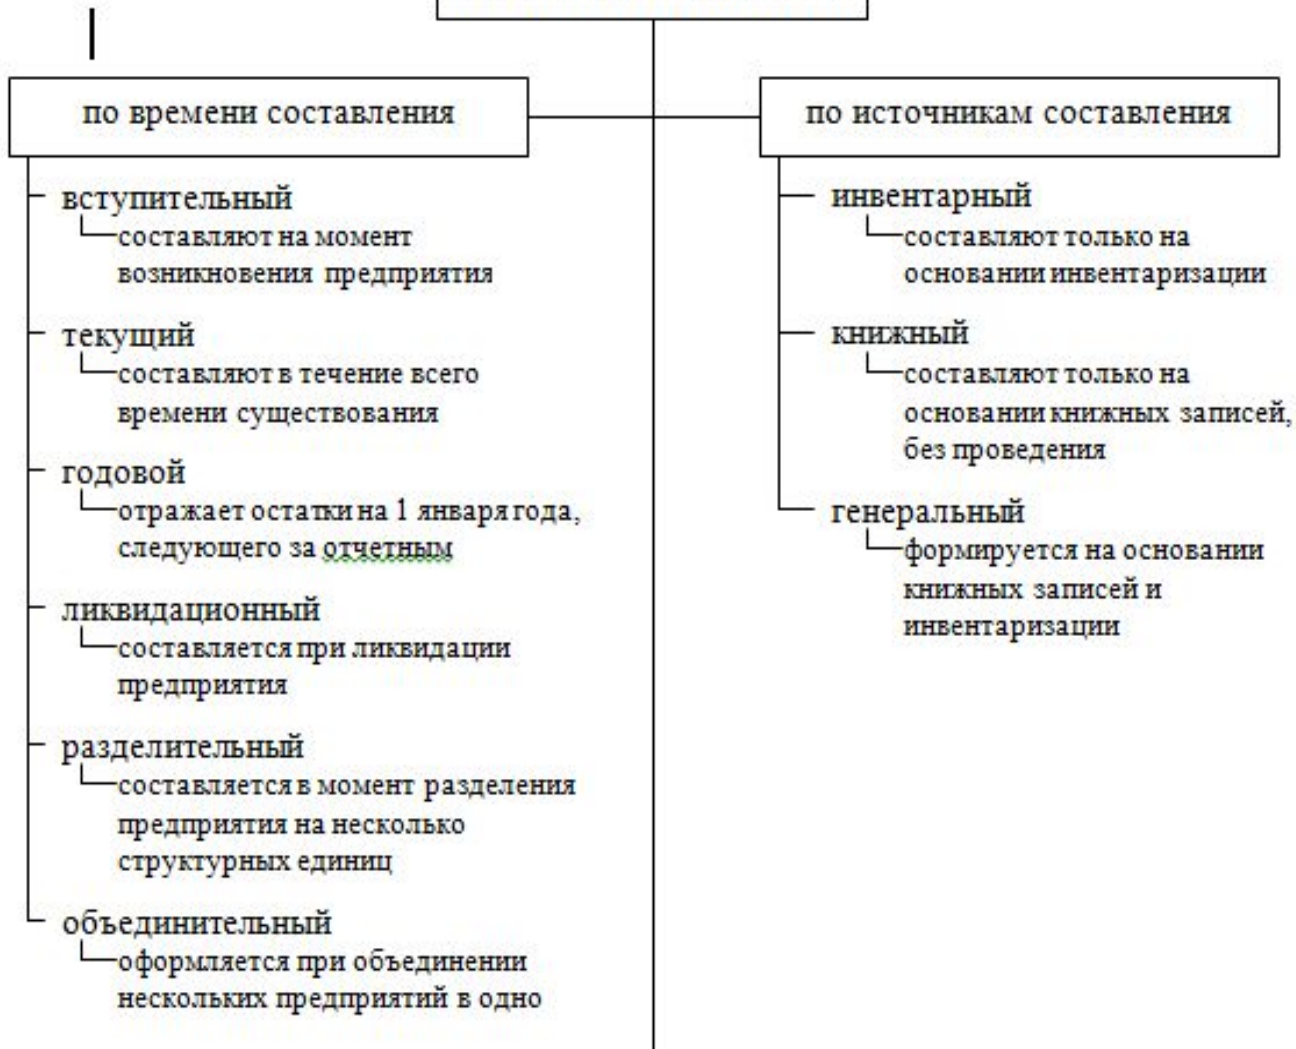 по времени составления
вступительный
составляют на момент
возникновения предприятия
текущий
составляют в течение всего
времени существования
годовой
отражает остатки на 1 января года,
следующего за отчетным
ликвидационный
составляется при ликвидации
предприятия
разделительный
составляется в момент разделения
предприятия на несколько
структурных единиц
объединительный
оформляется при объединении
нескольких предприятий в одно
по источникам составления
инвентарный
составляют только на
основании инвентаризации
книжный
составляют только на
основании книжных записей,
без проведения
генеральный
формируется на основании
книжных записей и
инвентаризации